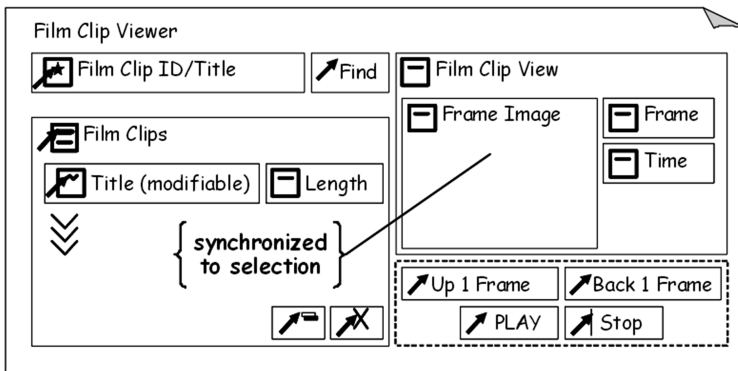 Film Clip Viewer
Film Clip ID/Title
Find
Film Clip View
Frame Image
Frame
Time
Film Clips
Title (modifiable)
Length
synchronized
to selection
Up 1 Frame
Back 1 Frame
PLAY
Stop